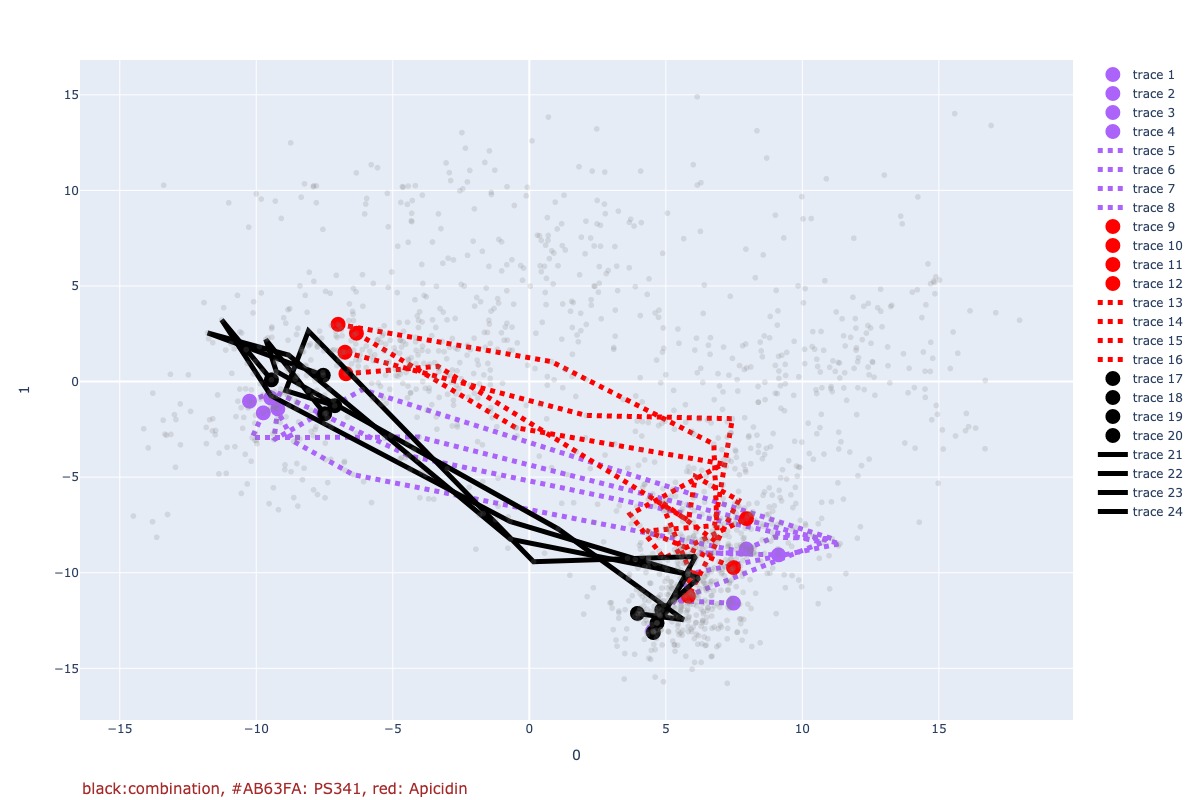 15
10
5
0
−5
−10
−15
1
−15
−10
−5
0
5
10
15
0
trace 1
trace 2
trace 3
trace 4
trace 5
trace 6
trace 7
trace 8
trace 9
trace 10
trace 11
trace 12
trace 13
trace 14
trace 15
trace 16
trace 17
trace 18
trace 19
trace 20
trace 21
trace 22
trace 23
trace 24
black:combination, #AB63FA: PS341, red: Apicidin